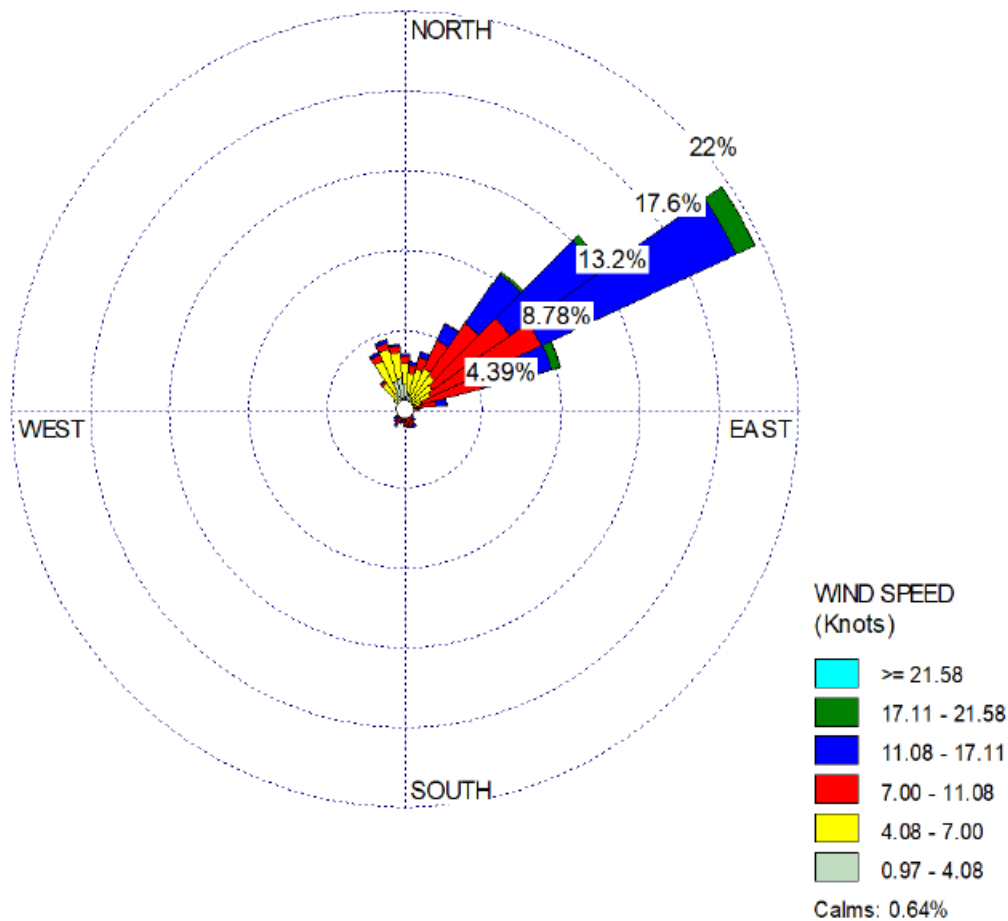 NORTH
22%
17.6%
13.2%
8.78%
4.39%
WEST
EAST
SOUTH
WIND SPEED
(Knots)
>= 21.58
17.11 - 21.58
11.08 - 17.11
7.00 - 11.08
4.08 - 7.00
0.97 - 4.08
Calms: 0.64%